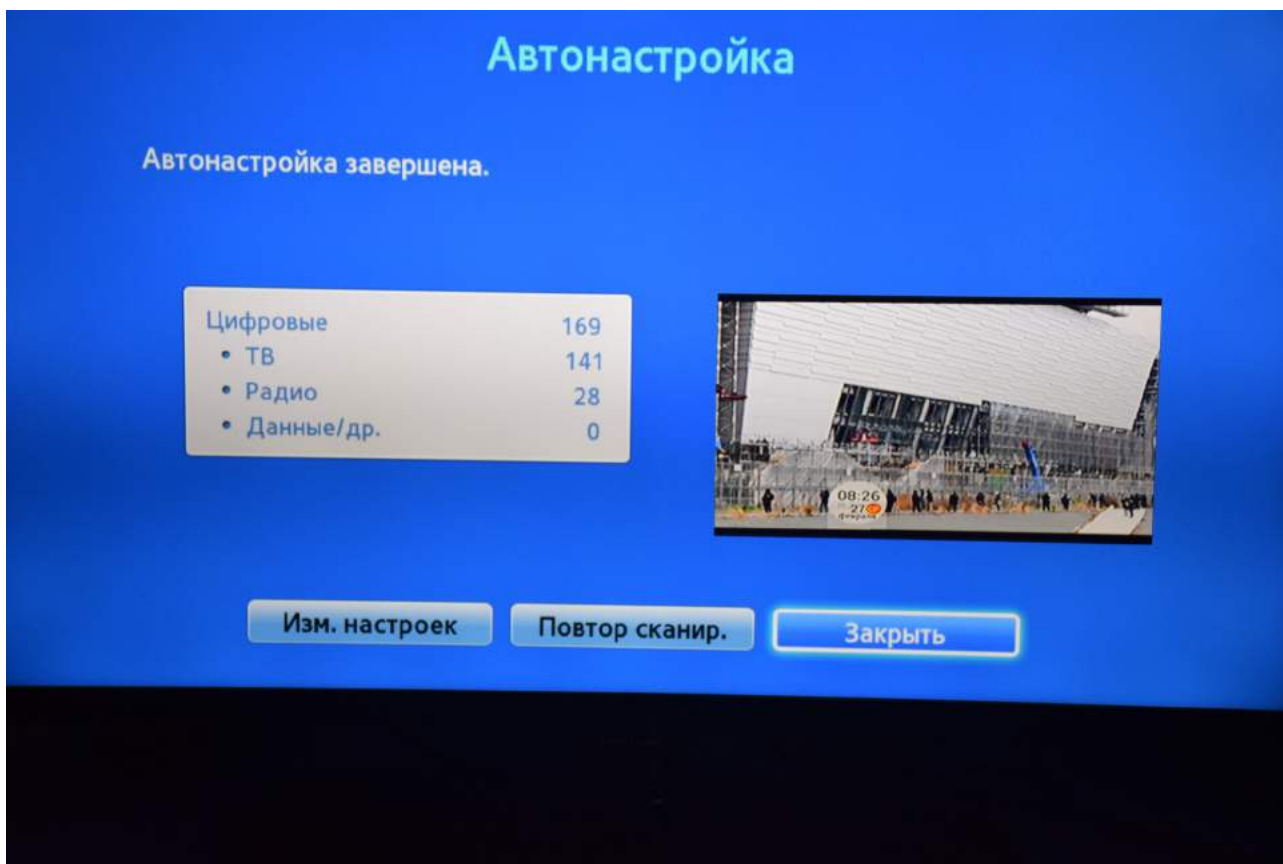 Автонастройка
Автонастройка завершена.
Цифровые 169
• ТВ 141
• Радио 28
• Данные/др. 0
08:26
27
февраля
Изм. настроек
Повтор сканир.
Закрыть